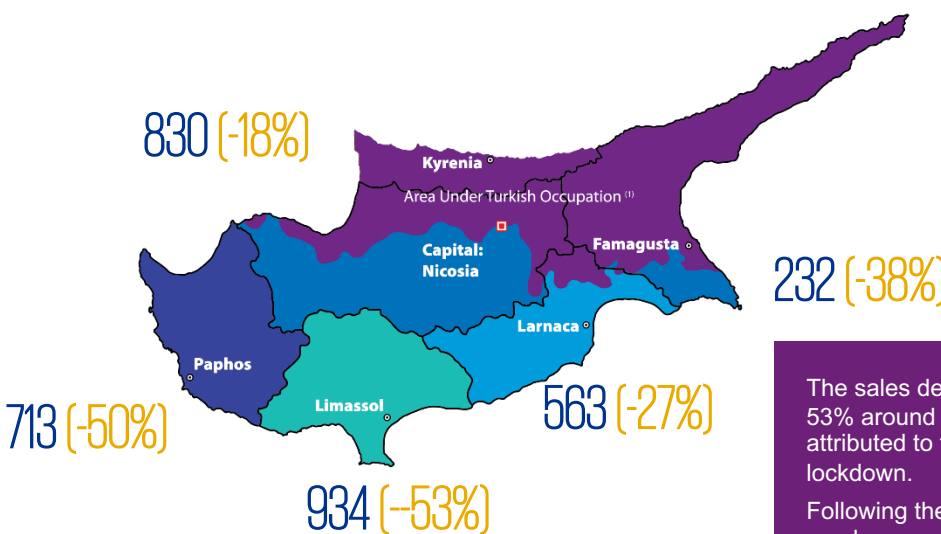 830 (-18%)
Kyrenia
Area Under Turkish Occupation (1)
Capital:
Nicosia
Famagusta
232 (-38%)
Larnaca
Paphos
Limassol
563 (-27%)
713 (-50%)
934 (--53%)
The sales de
53% around
attributed to
lockdown.
Following the